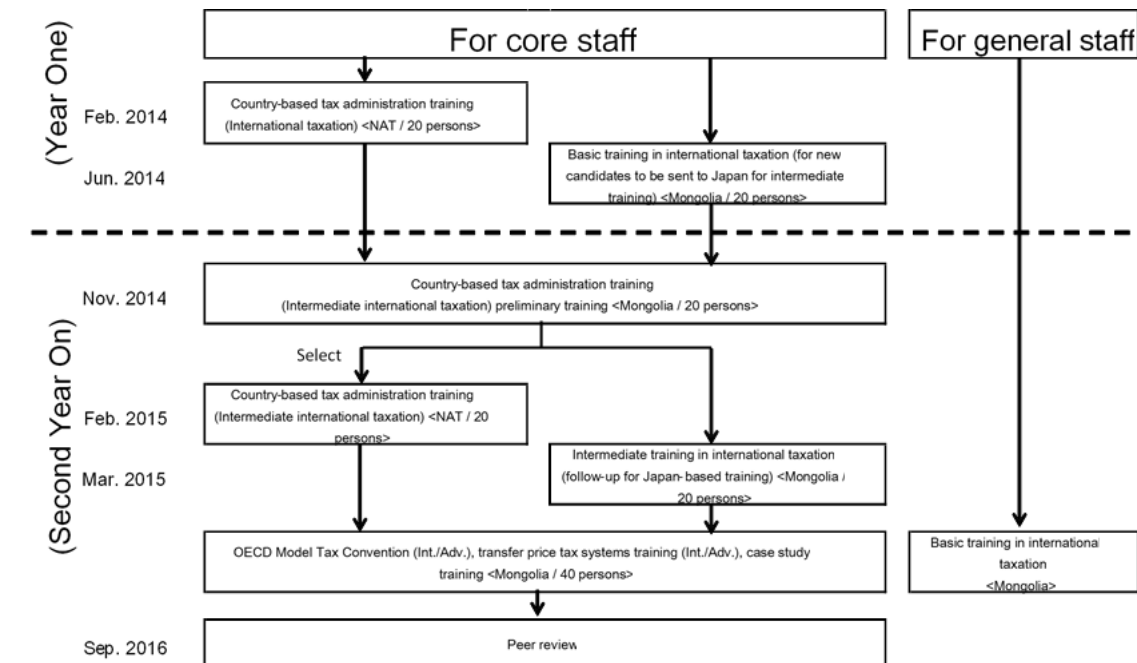 For core staff
For general staff
(Year One)
Feb. 2014
Country-based tax administration training
(International taxation) <NAT / 20 persons>
Jun. 2014
Basic training in international taxation (for new
candidates to be sent to Japan for intermediate
training) <Mongolia / 20 persons>
(Second Year On)
Nov. 2014
Country-based tax administration training
(Intermediate international taxation) preliminary training <Mongolia / 20 persons>
Select
Feb. 2015
Country-based tax administration training
(Intermediate international taxation) <NAT / 20
persons>
Mar. 2015
Intermediate training in international taxation
(follow-up for Japan-based training) <Mongolia /
20 persons>
OECD Model Tax Convention (Int./Adv.), transfer price tax systems training (Int./Adv.), case study
training <Mongolia / 40 persons>
Basic training in international
taxation
<Mongolia>
Sep. 2016
Peer review